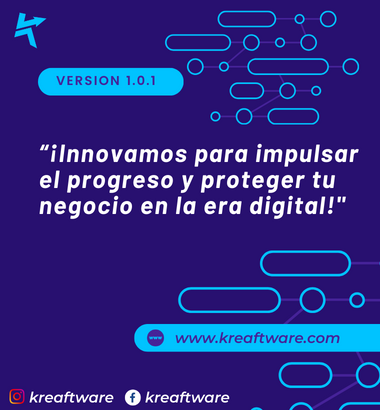 VERSION 1.0.1
“¡Innovamos para impulsar
el progreso y proteger tu
negocio en la era digital!"
www www.kreaftware.com
kreaftware kreaftware